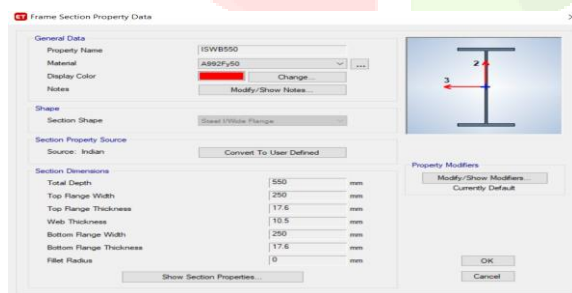 ET Frame Section Property Data
General Data
Property Name ISWB550
Material A992Fy50 ...
Display Color Change...
Notes Modify/Show Notes...
Shape
Section Shape Steel I/Wide Flange
Section Property Source
Source: Indian Convert To User Defined
Section Dimensions
Total Depth 550 mm
Top Flange Width 250 mm
Top Flange Thickness 17.6 mm
Web Thickness 10.5 mm
Bottom Flange Width 250 mm
Bottom Flange Thickness 17.6 mm
Fillet Radius 0 mm
Show Section Properties...
2
3
Property Modifiers
Modify/Show Modifiers...
Currently Default
OK
Cancel